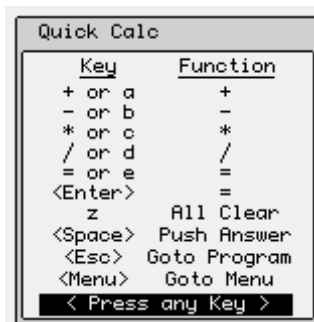 Quick Calc
Key Function
+ or a +
- or b -
* or c *
/ or d /
= or e =
<Enter> =
z All Clear
<Space> Push Answer
<Esc> Goto Program
<Menu> Goto Menu
< Press any Key >